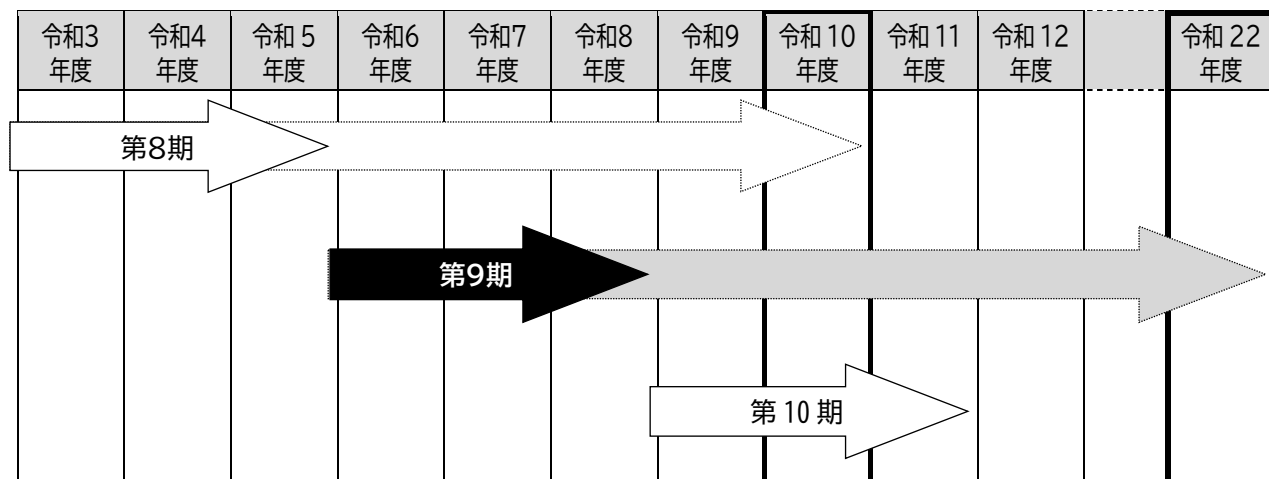 令和3
年度
令和4
年度
令和 5
年度
令和6
年度
令和7
年度
令和8
年度
令和9
年度
令和 10
年度
令和 11
年度
令和 12
年度
令和 22
年度
第8期
第9期
第 10 期